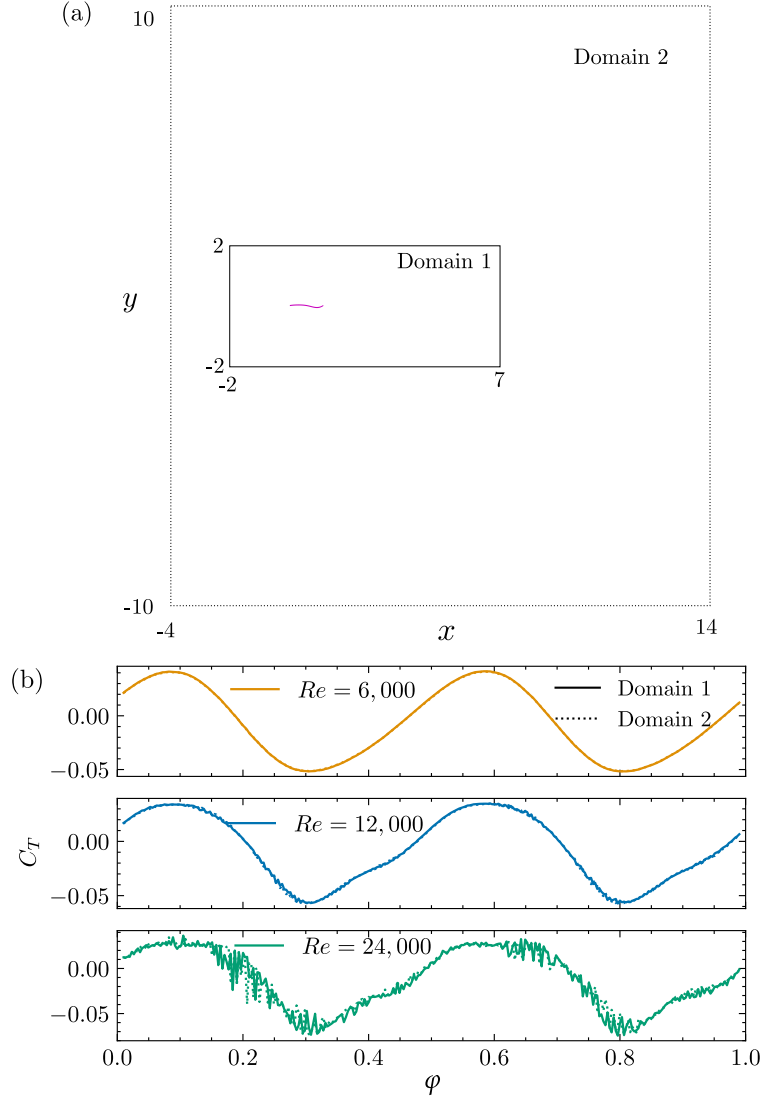 (a)
10
Domain 2
2
Domain 1
y
-2
-2
7
-10
-4
x
14
(b)
Re = 6,000
Domain 1
Domain 2
0.00
−0.05
Re = 12,000
0.00
C_T
−0.05
Re = 24,000
0.00
−0.05
0.0 0.2 0.4 0.6 0.8 1.0
φ